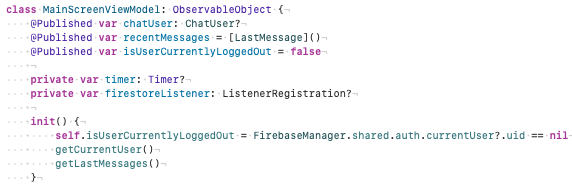 class MainScreenViewModel: ObservableObject {
    @Published var chatUser: ChatUser?
    @Published var recentMessages = [LastMessage]()
    @Published var isUserCurrentlyLoggedOut = false

    private var timer: Timer?
    private var firestoreListener: ListenerRegistration?

    init() {
        self.isUserCurrentlyLoggedOut = FirebaseManager.shared.auth.currentUser?.uid == nil
        getCurrentUser()
        getLastMessages()
    }